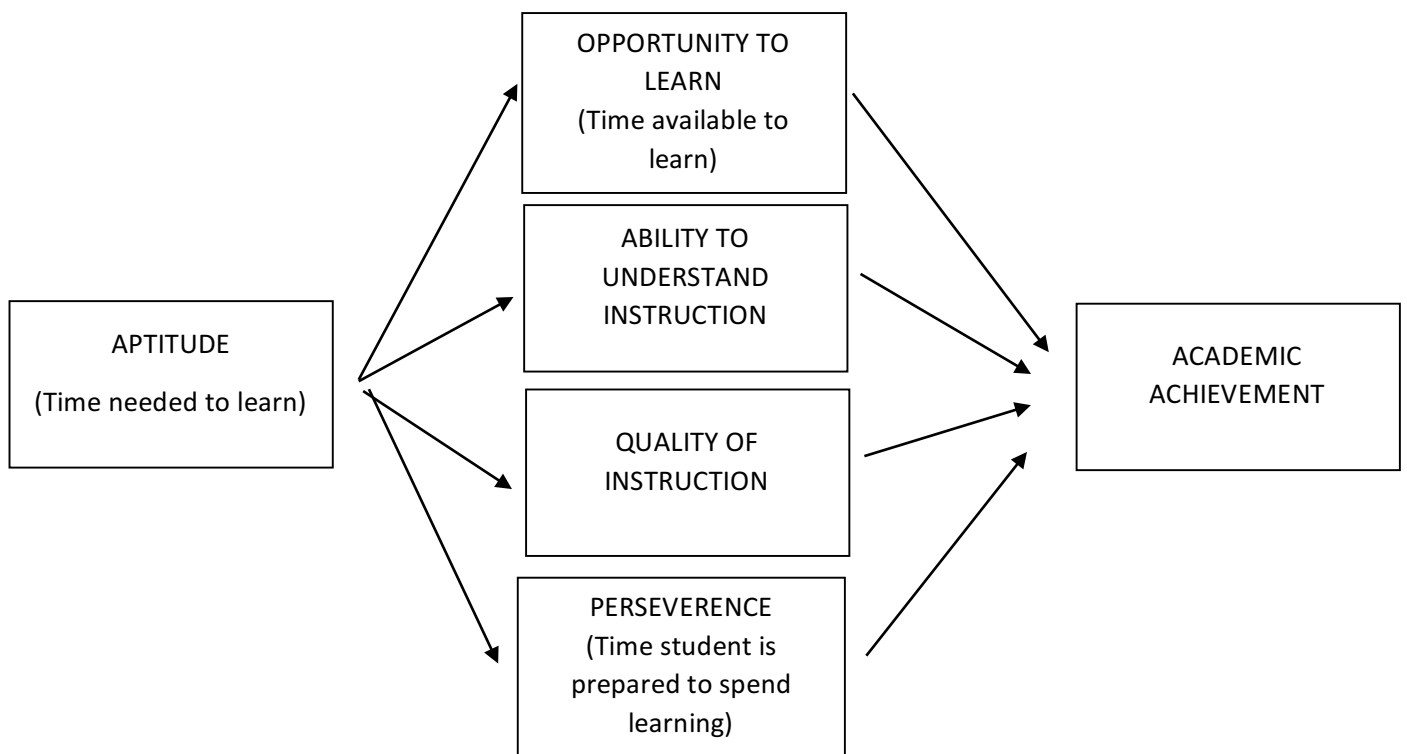 OPPORTUNITY TO
LEARN
(Time available to
learn)
ABILITY TO
UNDERSTAND
INSTRUCTION
APTITUDE
(Time needed to learn)
ACADEMIC
ACHIEVEMENT
QUALITY OF
INSTRUCTION
PERSEVERENCE
(Time student is
prepared to spend
learning)